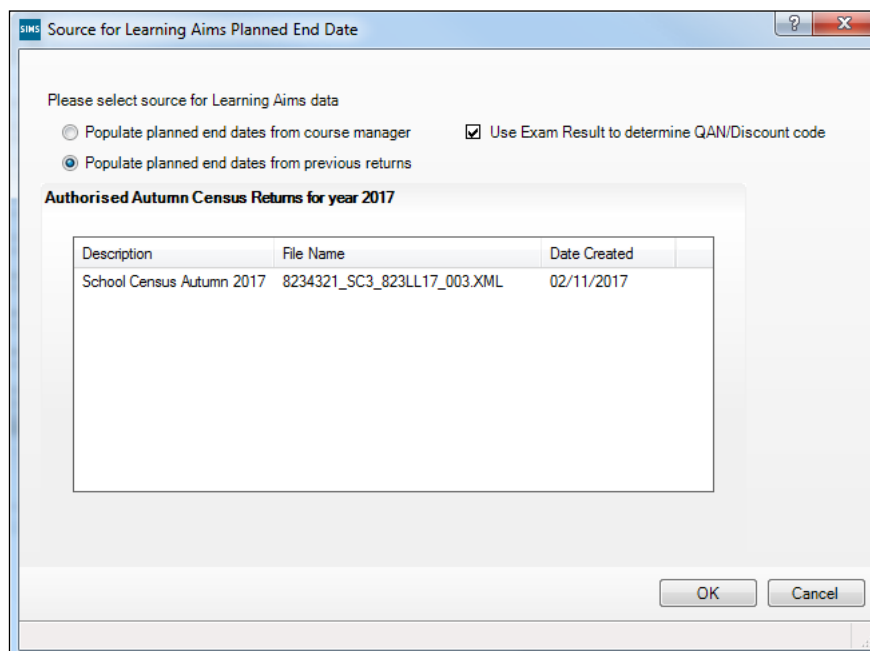 SIMS Source for Learning Aims Planned End Date ? X
Please select source for Learning Aims data
Populate planned end dates from course manager Use Exam Result to determine QAN/Discount code
Populate planned end dates from previous returns
Authorised Autumn Census Returns for year 2017
Description File Name Date Created
School Census Autumn 2017 8234321_SC3_823LL17_003.XML 02/11/2017
OK Cancel